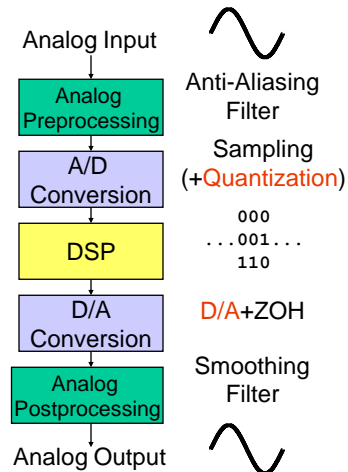 Analog Input
Analog
Preprocessing
Anti-Aliasing
Filter
A/D
Conversion
Sampling
(+Quantization)
DSP
000
...001...
110
D/A
Conversion
D/A+ZOH
Analog
Postprocessing
Smoothing
Filter
Analog Output